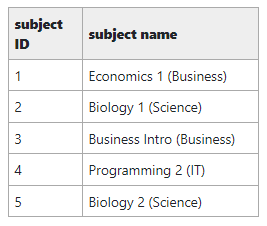 subject ID subject name
1 Economics 1 (Business)
2 Biology 1 (Science)
3 Business Intro (Business)
4 Programming 2 (IT)
5 Biology 2 (Science)